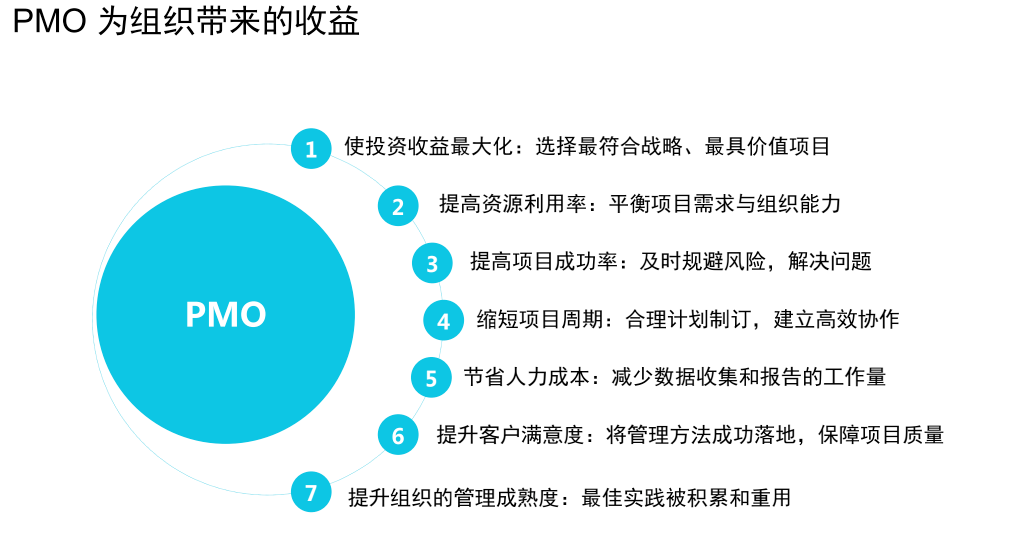 PMO 为组织带来的收益
1 使投资收益最大化：选择最符合战略、最具价值项目
2 提高资源利用率：平衡项目需求与组织能力
3 提高项目成功率：及时规避风险，解决问题
PMO
4 缩短项目周期：合理计划制订，建立高效协作
5 节省人力成本：减少数据收集和报告的工作量
6 提升客户满意度：将管理方法成功落地，保障项目质量
7 提升组织的管理成熟度：最佳实践被积累和重用